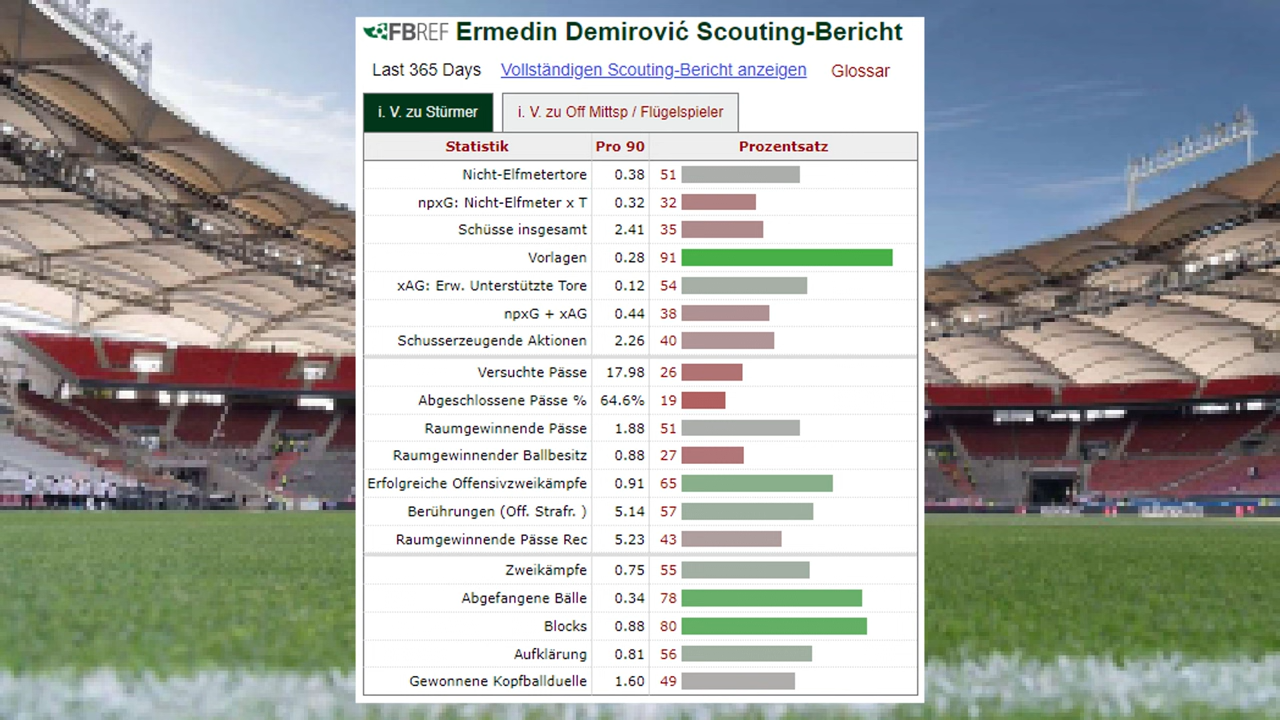 FBREF Ermedin Demirović Scouting-Bericht
Last 365 Days Vollständigen Scouting-Bericht anzeigen Glossar
i. V. zu Stürmer i. V. zu Off Mittsp / Flügelspieler
Statistik Pro 90 Prozentsatz
Nicht-Elfmetertore 0.38 51
npxG: Nicht-Elfmeter x T 0.32 32
Schüsse insgesamt 2.41 35
Vorlagen 0.28 91
xAG: Erw. Unterstützte Tore 0.12 54
npxG + xAG 0.44 38
Schusserzeugende Aktionen 2.26 40
Versuchte Pässe 17.98 26
Abgeschlossene Pässe % 64.6% 19
Raumgewinnende Pässe 1.88 51
Raumgewinnender Ballbesitz 0.88 27
Erfolgreiche Offensivzweikämpfe 0.91 65
Berührungen (Off. Strafr. ) 5.14 57
Raumgewinnende Pässe Rec 5.23 43
Zweikämpfe 0.75 55
Abgefangene Bälle 0.34 78
Blocks 0.88 80
Aufklärung 0.81 56
Gewonnene Kopfballduelle 1.60 49